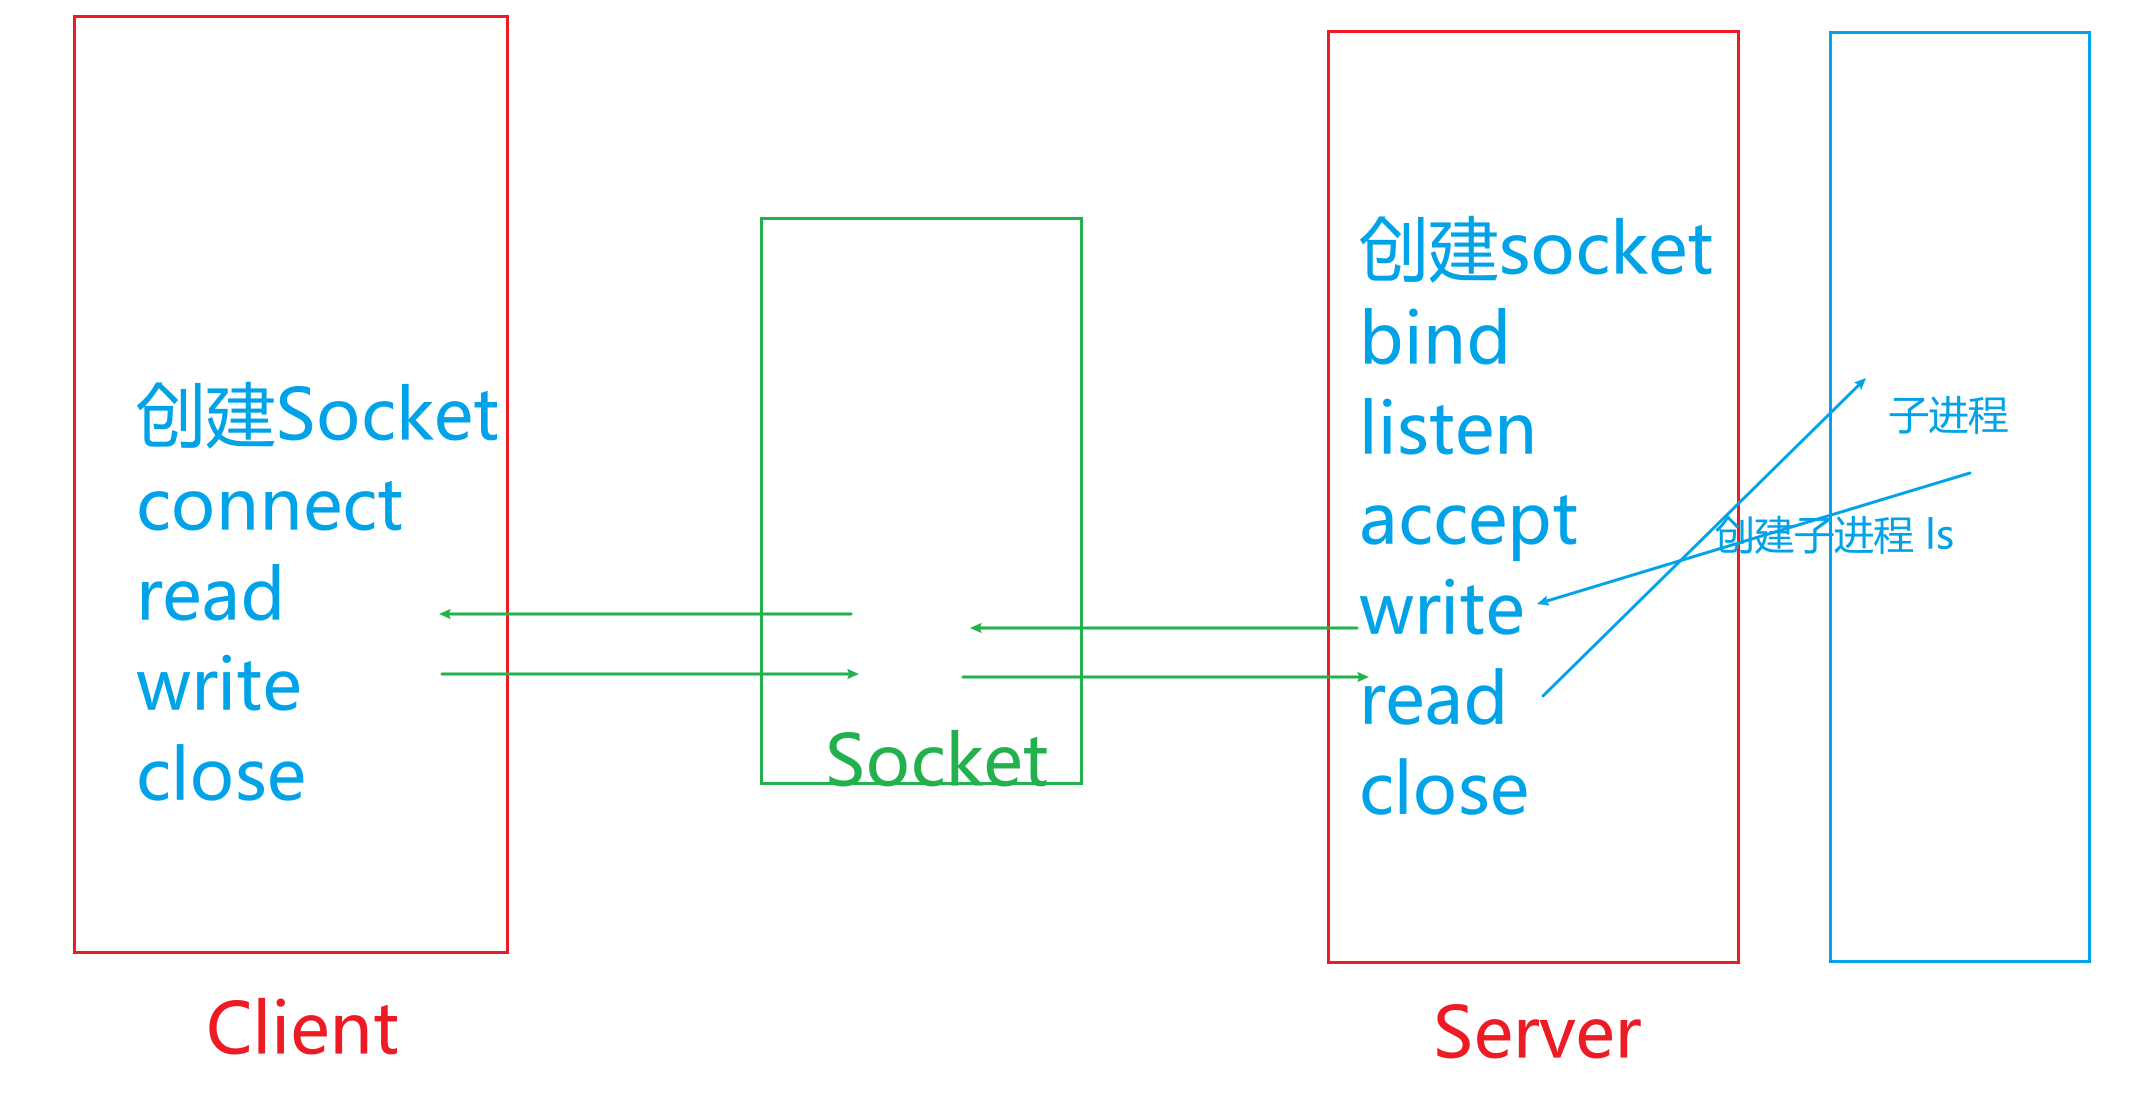 创建Socket
connect
read
write
close
Client
Socket
创建socket
bind
listen
accept
write
read
close
Server
子进程
创建子进程 ls